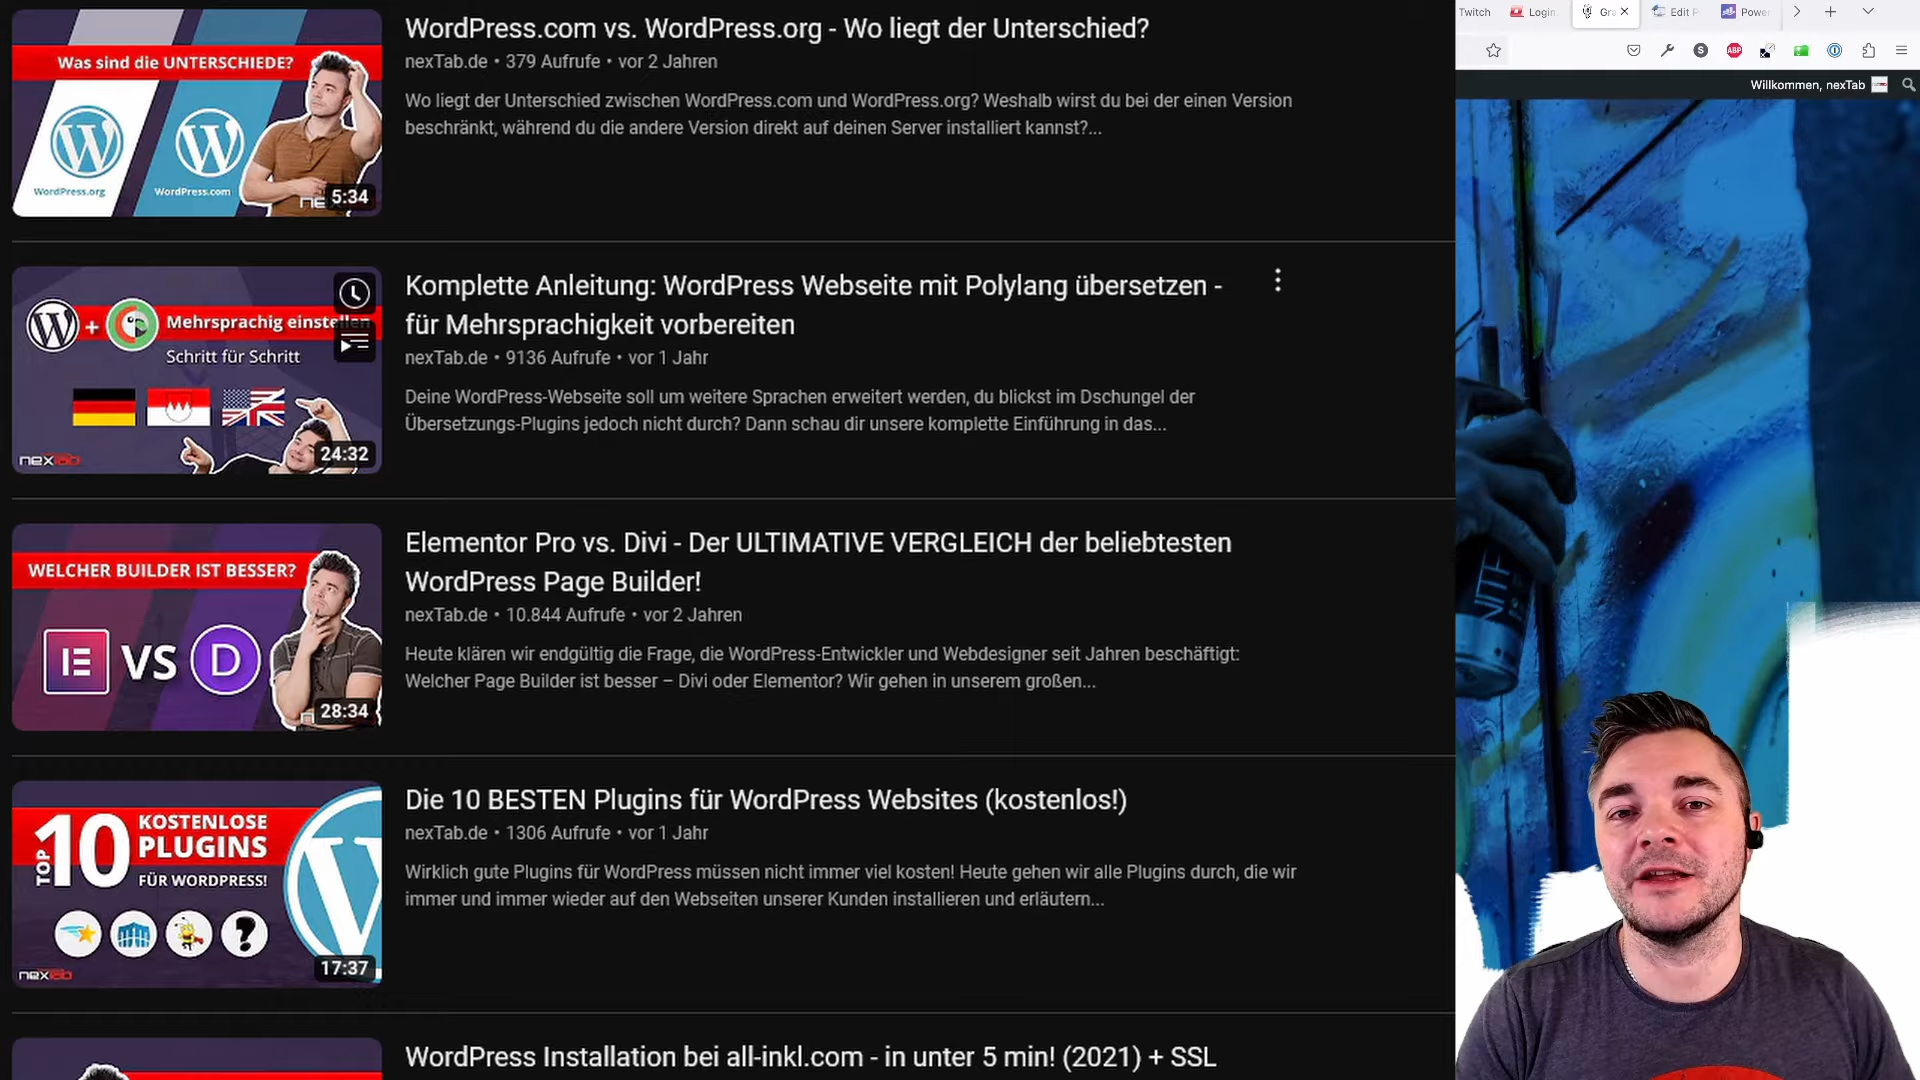 Was sind die UNTERSCHIEDE?
WordPress.org
WordPress.com
5:34
WordPress.com vs. WordPress.org - Wo liegt der Unterschied?
nexTab.de • 379 Aufrufe • vor 2 Jahren
Wo liegt der Unterschied zwischen WordPress.com und WordPress.org? Weshalb wirst du bei der einen Version
beschränkt, während du die andere Version direkt auf deinen Server installiert kannst?...
Mehrsprachig einstellen
Schritt für Schritt
nextab
24:32
Komplette Anleitung: WordPress Webseite mit Polylang übersetzen -
für Mehrsprachigkeit vorbereiten
nexTab.de • 9136 Aufrufe • vor 1 Jahr
Deine WordPress-Webseite soll um weitere Sprachen erweitert werden, du blickst im Dschungel der
Übersetzungs-Plugins jedoch nicht durch? Dann schau dir unsere komplette Einführung in das...
WELCHER BUILDER IST BESSER?
VS D
28:34
Elementor Pro vs. Divi - Der ULTIMATIVE VERGLEICH der beliebtesten
WordPress Page Builder!
nexTab.de • 10.844 Aufrufe • vor 2 Jahren
Heute klären wir endgültig die Frage, die WordPress-Entwickler und Webdesigner seit Jahren beschäftigt:
Welcher Page Builder ist besser – Divi oder Elementor? Wir gehen in unserem großen...
TOP 10 KOSTENLOSE
PLUGINS
FÜR WORDPRESS!
?
nextab
17:37
Die 10 BESTEN Plugins für WordPress Websites (kostenlos!)
nexTab.de • 1306 Aufrufe • vor 1 Jahr
Wirklich gute Plugins für WordPress müssen nicht immer viel kosten! Heute gehen wir alle Plugins durch, die wir
immer und immer wieder auf den Webseiten unserer Kunden installieren und erläutern...
WordPress Installation bei all-inkl.com - in unter 5 min! (2021) + SSL
Twitch
Login
Gra
Edit P
Power
ABP
Willkommen, nexTab